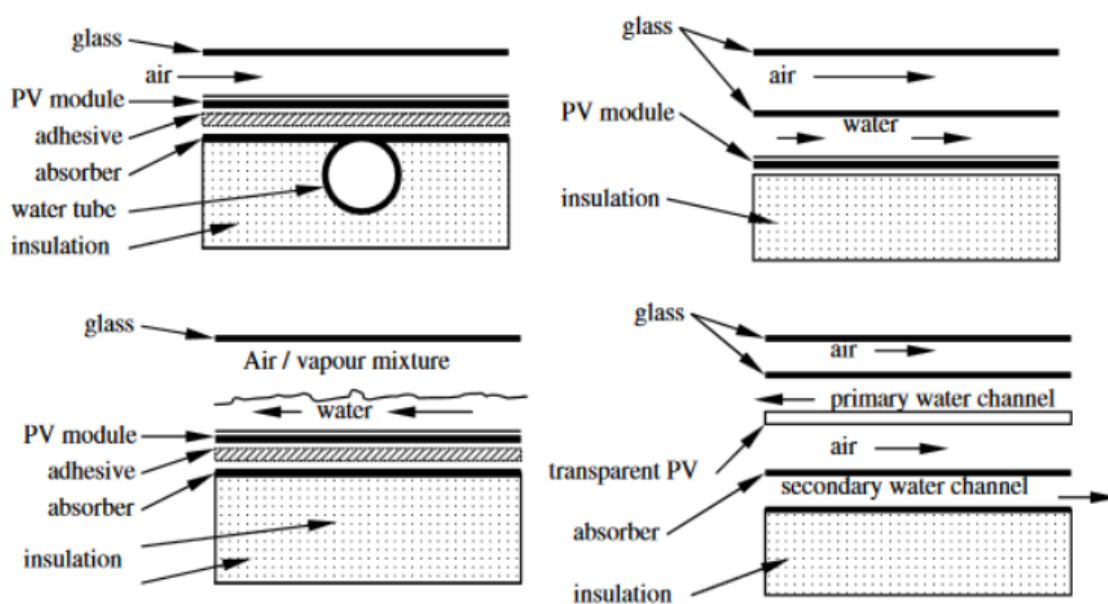 glass
air
PV module
adhesive
absorber
water tube
insulation
glass
air
water
PV module
insulation
glass
Air / vapour mixture
water
PV module
adhesive
absorber
insulation
glass
air
primary water channel
air
transparent PV
secondary water channel
absorber
insulation